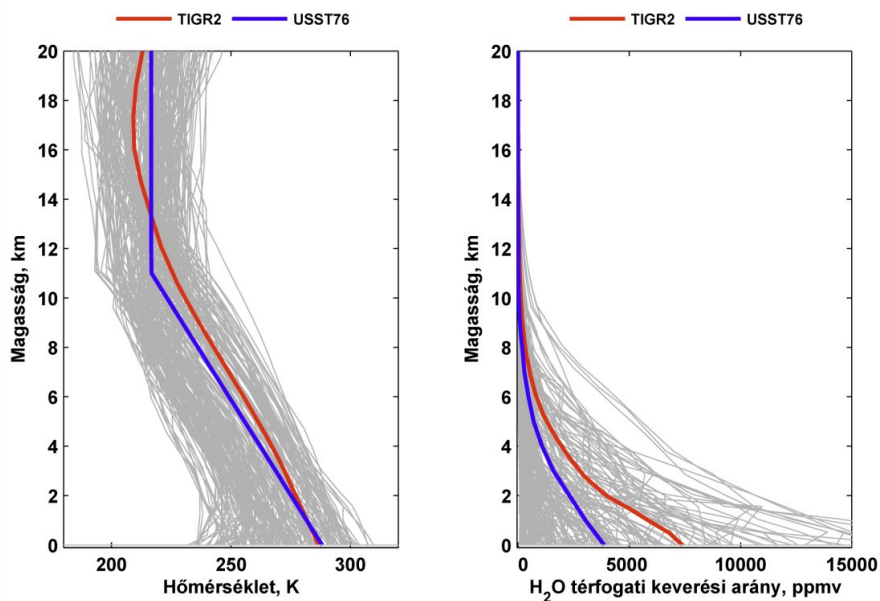 TIGR2 USST76
TIGR2 USST76
20
18
16
14
12
10
8
6
4
2
0
Magasság, km
200 250 300
Hőmérséklet, K
20
18
16
14
12
10
8
6
4
2
0
Magasság, km
0 5000 10000 15000
H₂O térfogati keverési arány, ppmv